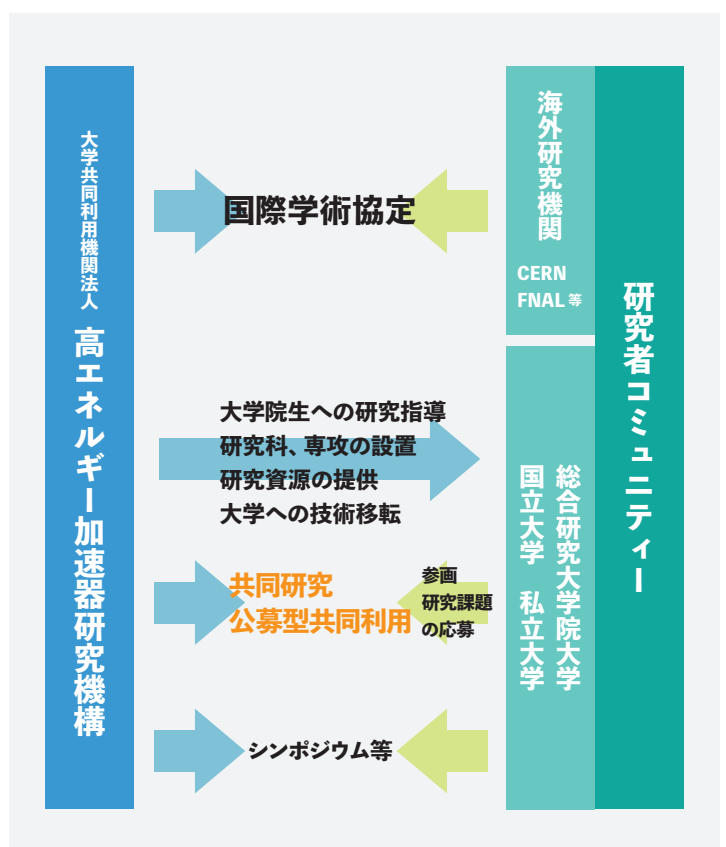 大学共同利用機関法人
高エネルギー加速器研究機構
国際学術協定
大学院生への研究指導
研究科、専攻の設置
研究資源の提供
大学への技術移転
共同研究
公募型共同利用
参画
研究課題
の応募
シンポジウム等
海外研究機関
CERN
FNAL 等
総合研究大学院大学
国立大学 私立大学
研究者コミュニティー